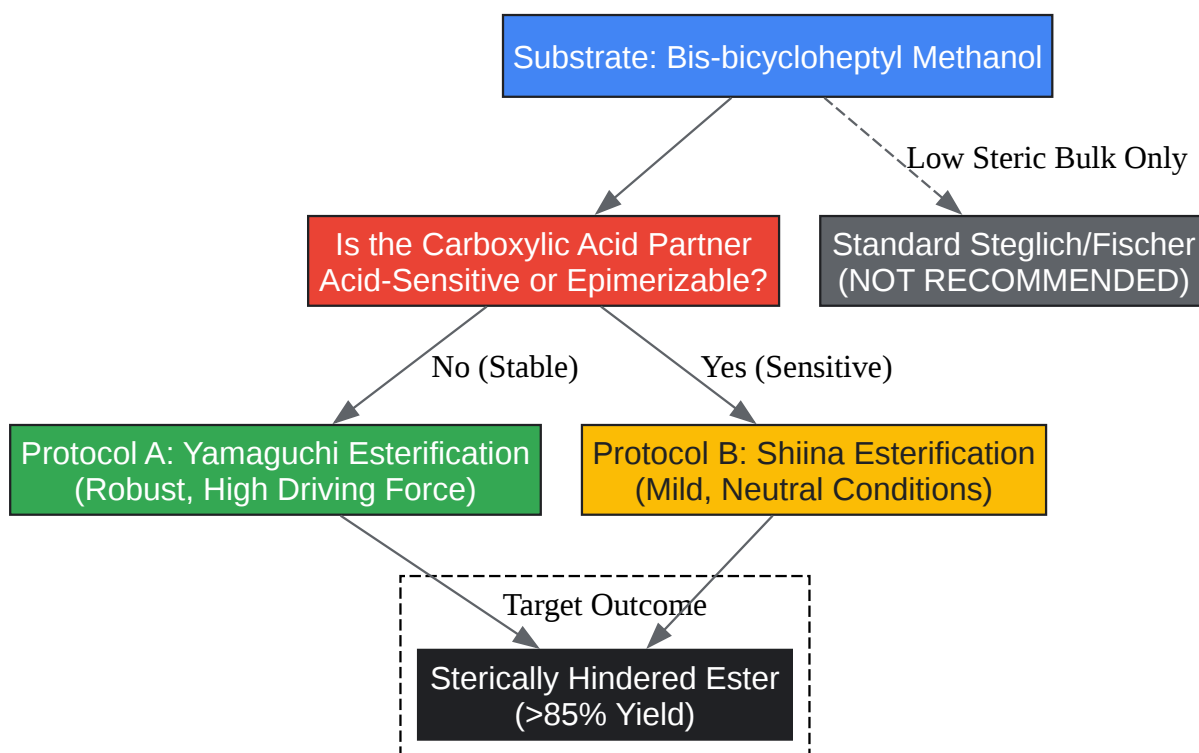 Substrate: Bis-bicycloheptyl Methanol
Low Steric Bulk Only
Is the Carboxylic Acid Partner
Acid-Sensitive or Epimerizable?
Standard Steglich/Fischer
(NOT RECOMMENDED)
No (Stable)
Yes (Sensitive)
Protocol A: Yamaguchi Esterification
(Robust, High Driving Force)
Protocol B: Shiina Esterification
(Mild, Neutral Conditions)
Target Outcome
Sterically Hindered Ester
(>85% Yield)